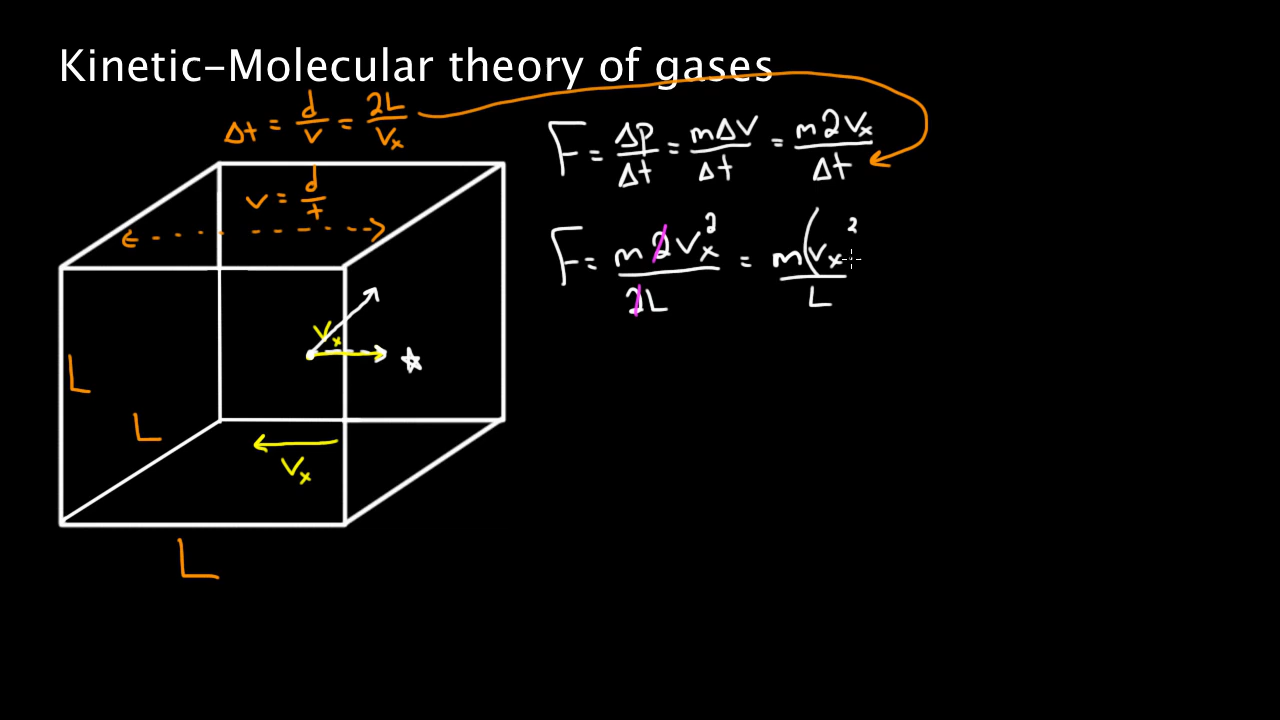 Kinetic–Molecular theory of gases
Δt = d/v = 2L/Vx
F = Δp/Δt = mΔv/Δt = m2Vx/Δt
v = d/t
F = m2Vx²/2L = m(Vx²/L
Vx
L
L
Vx
L